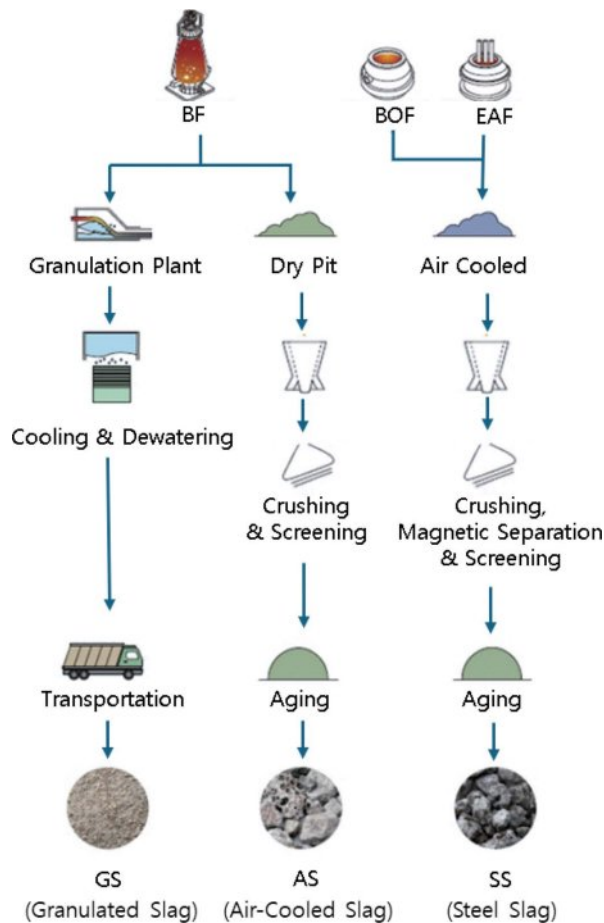 BF
BOF
EAF
Granulation Plant
Dry Pit
Air Cooled
Cooling & Dewatering
Crushing
& Screening
Crushing,
Magnetic Separation
& Screening
Transportation
Aging
Aging
GS
(Granulated Slag)
AS
(Air-Cooled Slag)
SS
(Steel Slag)